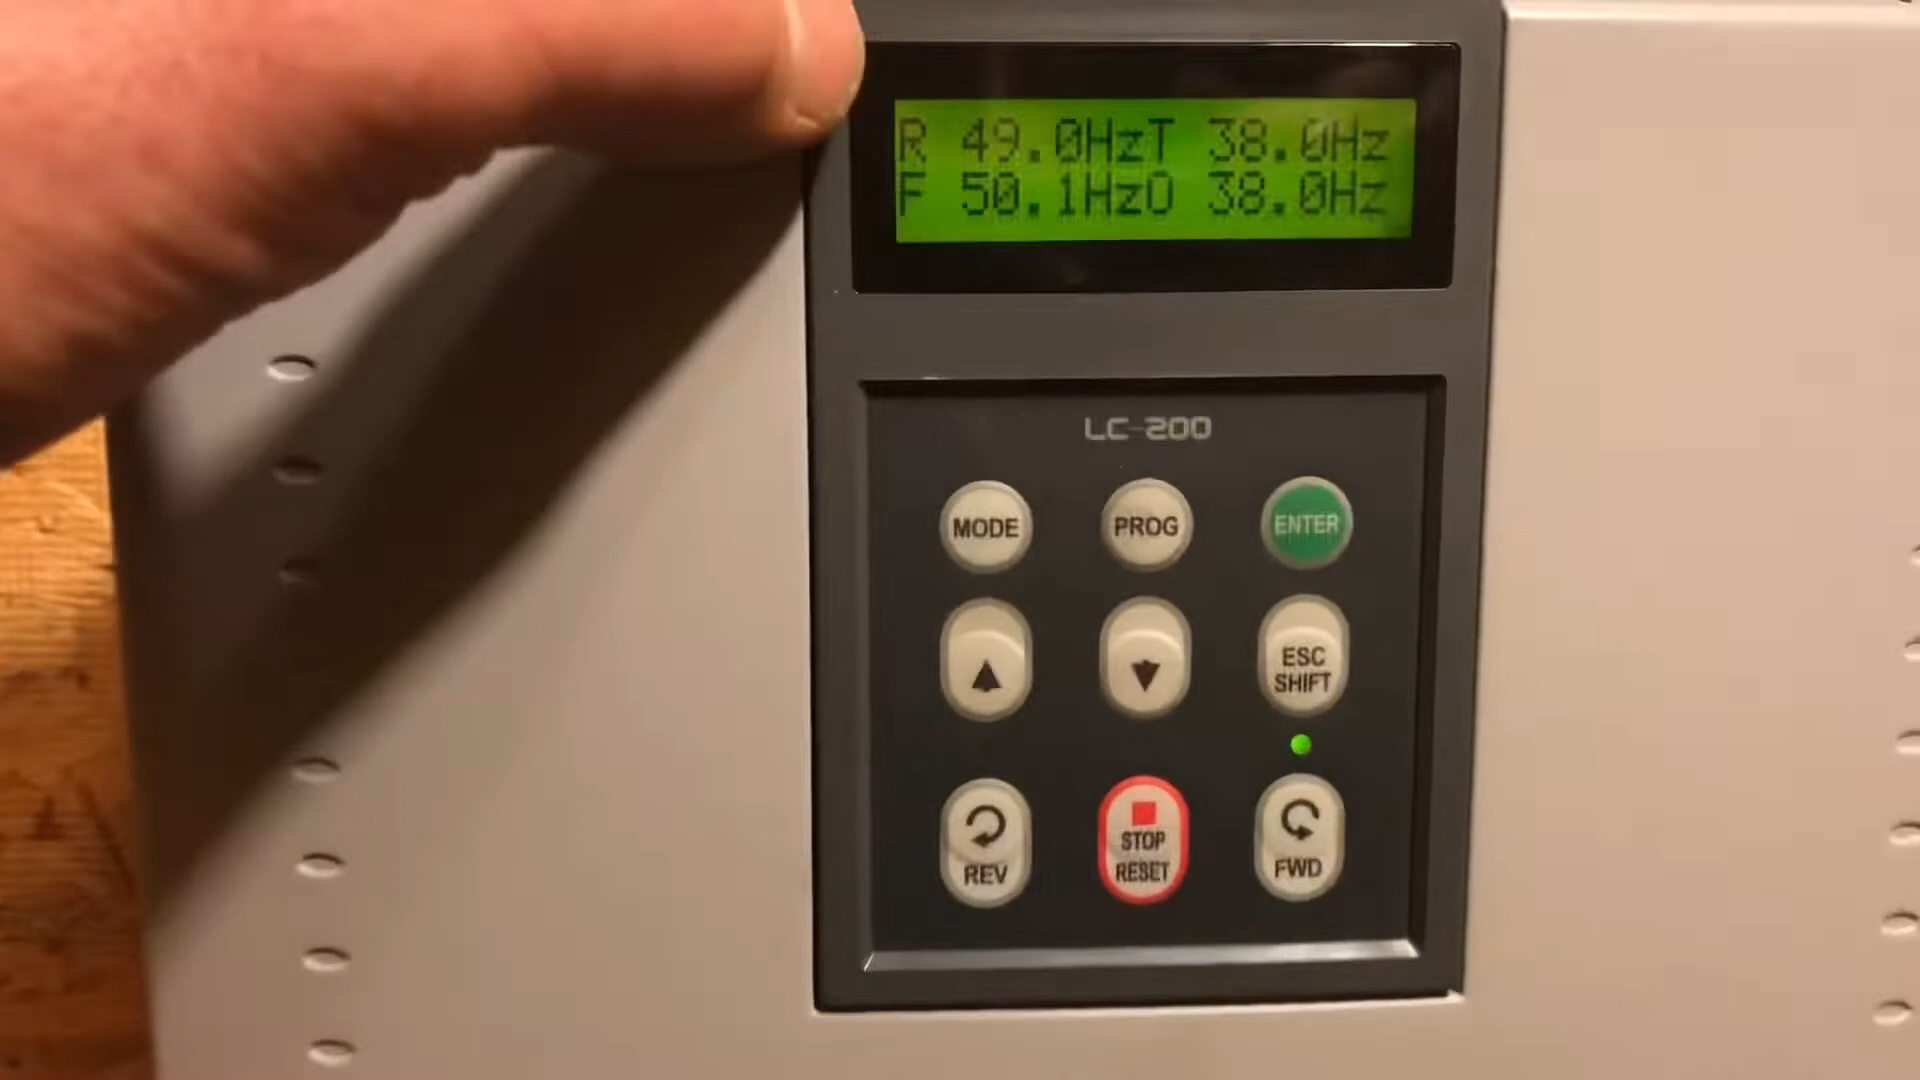 R 49.0HzT 38.0Hz
F 50.1HzO 38.0Hz
LC-200
MODE PROG ENTER
ESC
SHIFT
REV
STOP
RESET
FWD